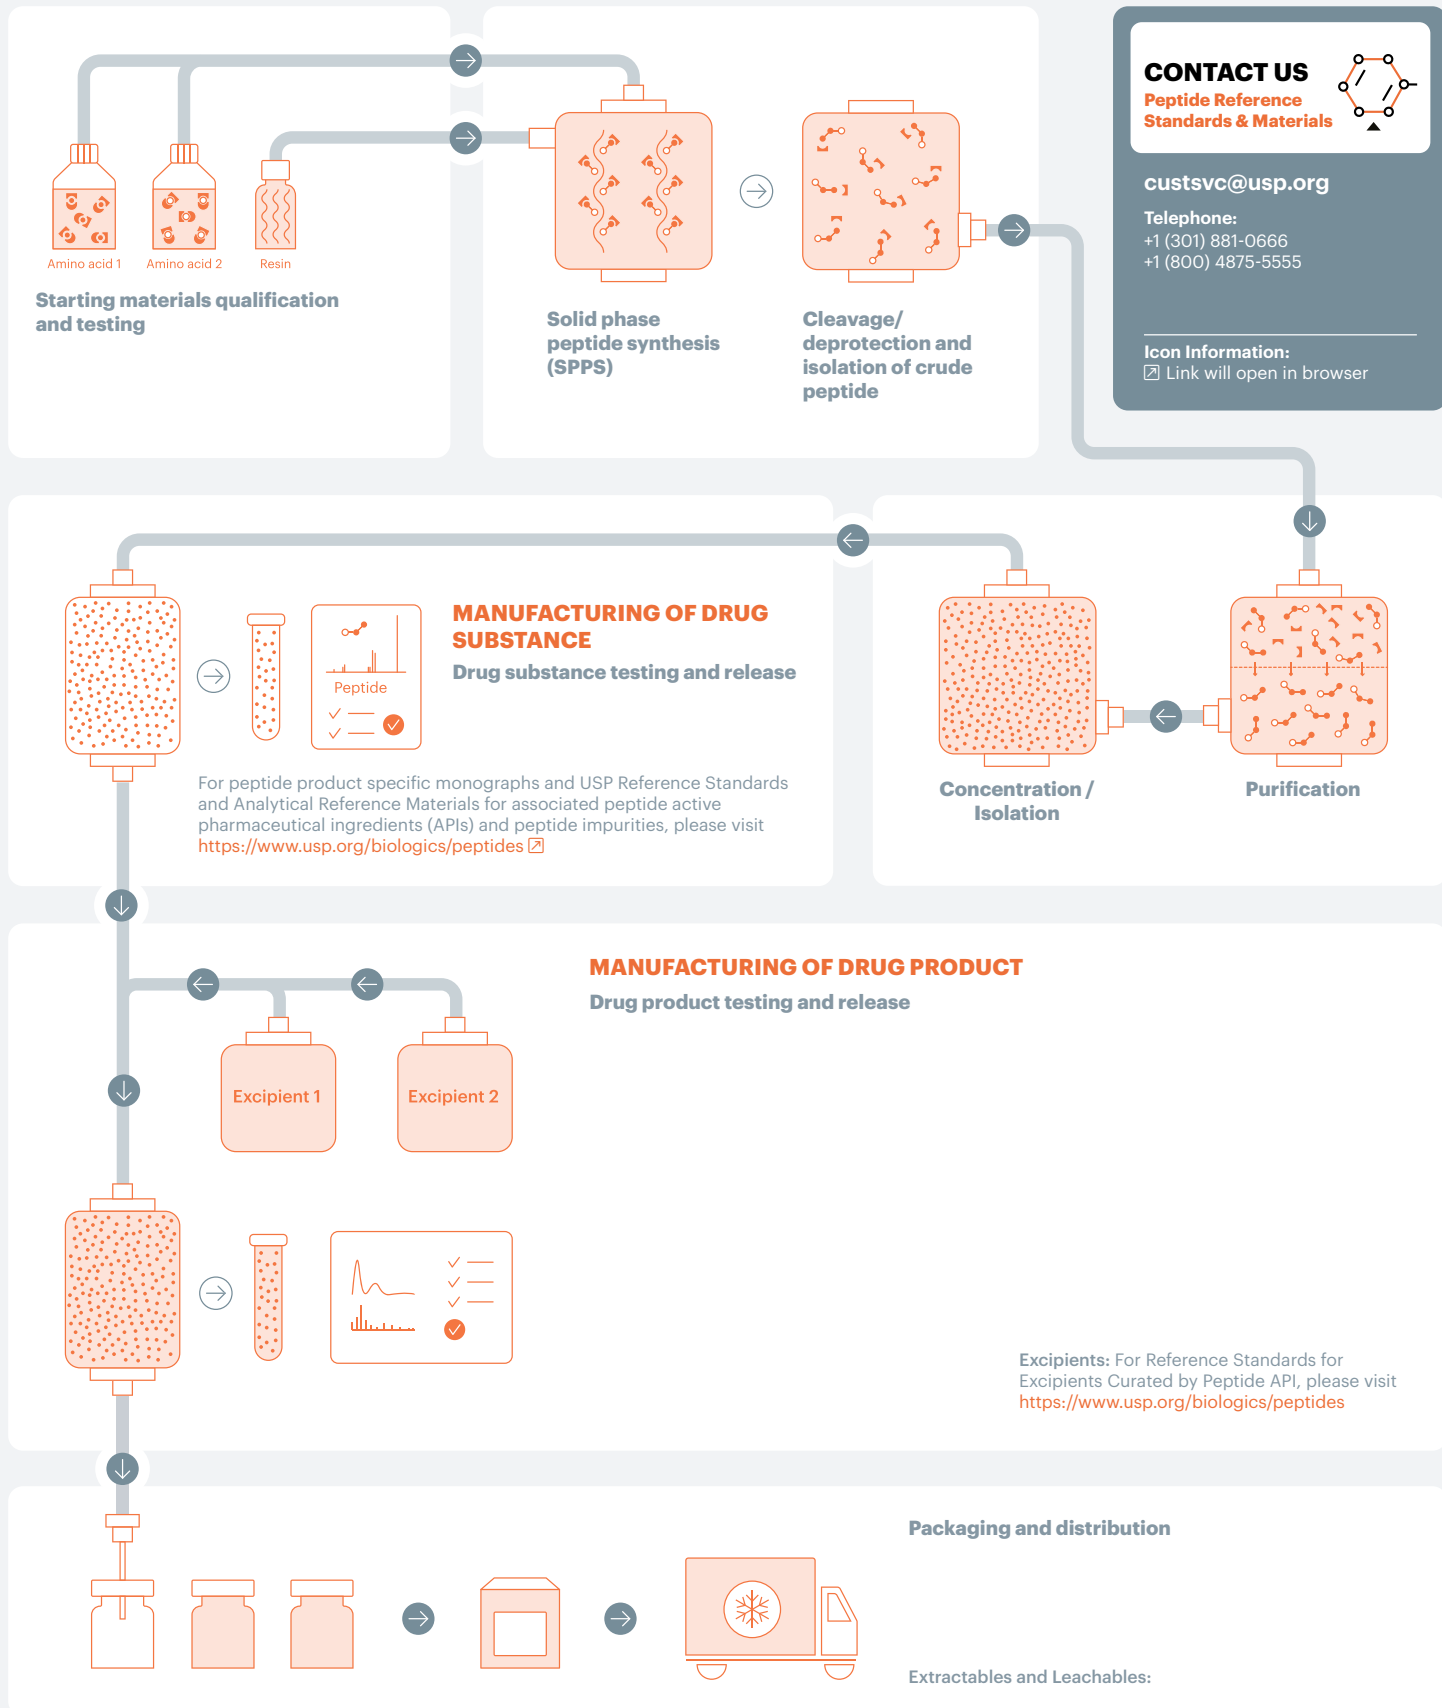 Amino acid 1
Amino acid 2
Resin
Starting materials qualification
and testing
Solid phase
peptide synthesis
(SPPS)
Cleavage/
deprotection and
isolation of crude
peptide
CONTACT US
Peptide Reference
Standards & Materials
custsvc@usp.org
Telephone:
+1 (301) 881-0666
+1 (800) 4875-5555
Icon Information:
Link will open in browser
MANUFACTURING OF DRUG
SUBSTANCE
Drug substance testing and release
Peptide
For peptide product specific monographs and USP Reference Standards
and Analytical Reference Materials for associated peptide active
pharmaceutical ingredients (APIs) and peptide impurities, please visit
https://www.usp.org/biologics/peptides
Concentration /
Isolation
Purification
MANUFACTURING OF DRUG PRODUCT
Drug product testing and release
Excipient 1
Excipient 2
Excipients: For Reference Standards for
Excipients Curated by Peptide API, please visit
https://www.usp.org/biologics/peptides
Packaging and distribution
Extractables and Leachables: